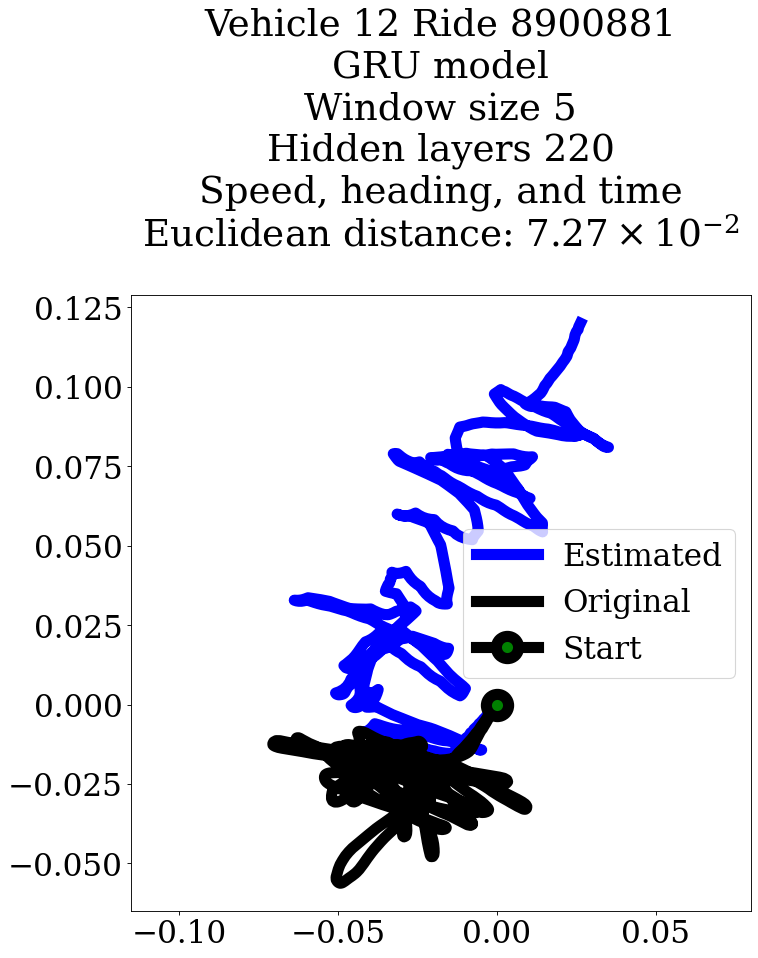 Vehicle 12 Ride 8900881
GRU model
Window size 5
Hidden layers 220
Speed, heading, and time
Euclidean distance: 7.27 × 10⁻²
0.125
0.100
0.075
0.050
0.025
0.000
−0.025
−0.050
Estimated
Original
Start
−0.10
−0.05
0.00
0.05